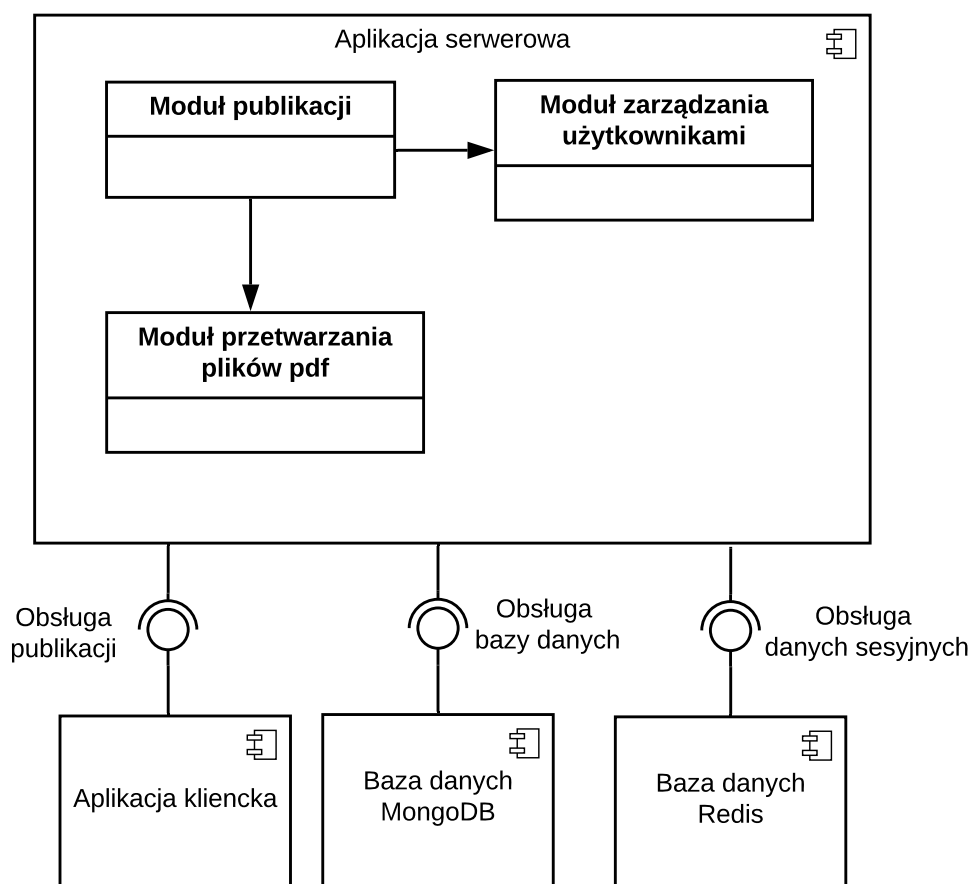 Aplikacja serwerowa
Moduł publikacji
Moduł zarządzania
użytkownikami
Moduł przetwarzania
plików pdf
Obsługa
publikacji
Obsługa
bazy danych
Obsługa
danych sesyjnych
Aplikacja kliencka
Baza danych
MongoDB
Baza danych
Redis